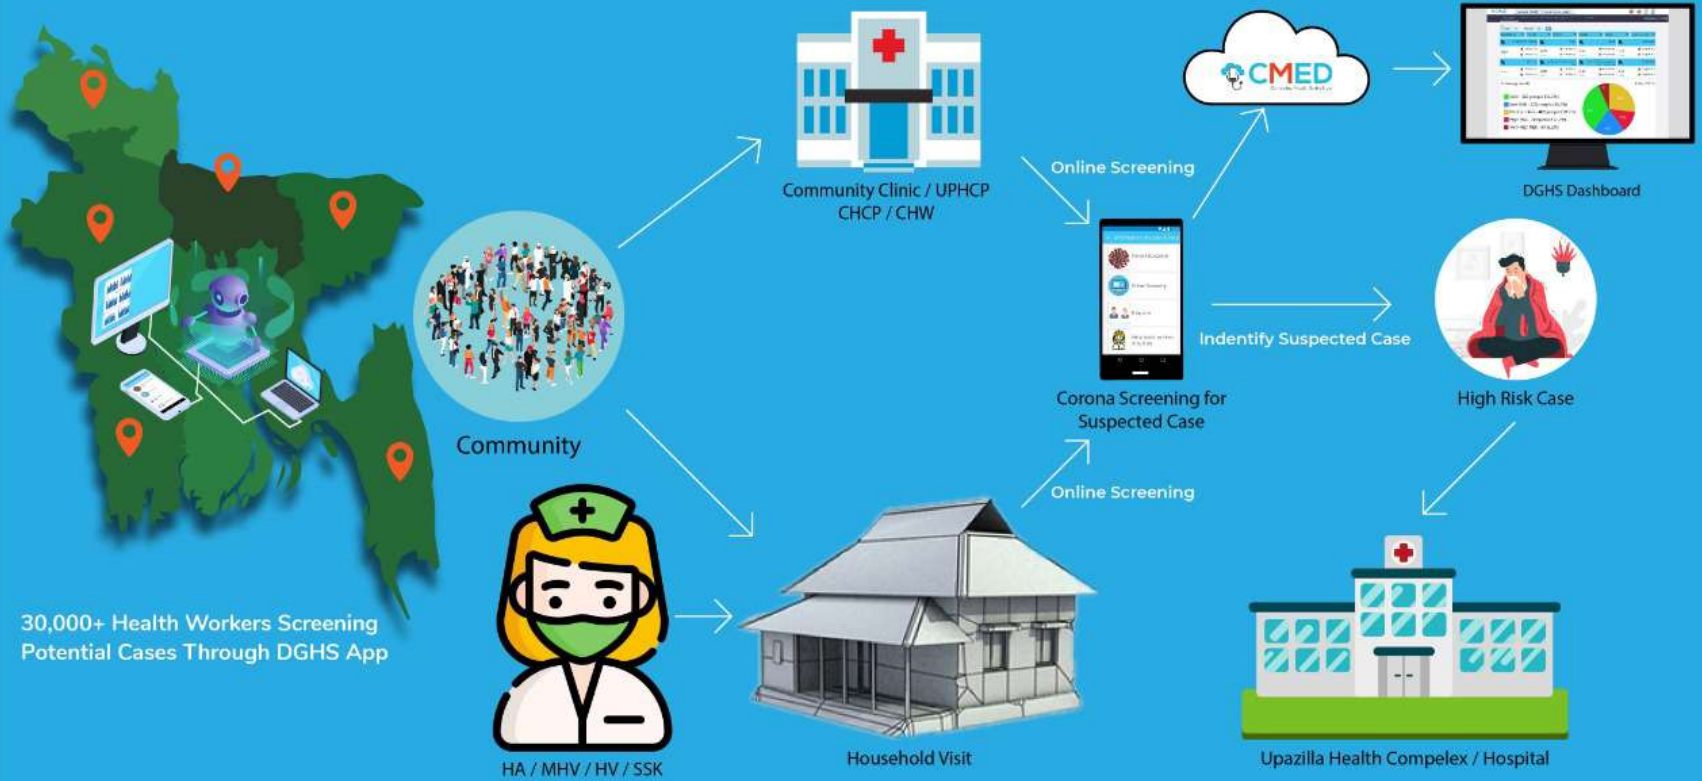 CMED
Community Clinic / UPHCP
CHCP / CHW
Online Screening
DGHS Dashboard
Community
Corona Screening for
Suspected Case
Indentify Suspected Case
High Risk Case
Online Screening
30,000+ Health Workers Screening
Potential Cases Through DGHS App
HA / MHV / HV / SSK
Household Visit
Upazilla Health Compelex / Hospital